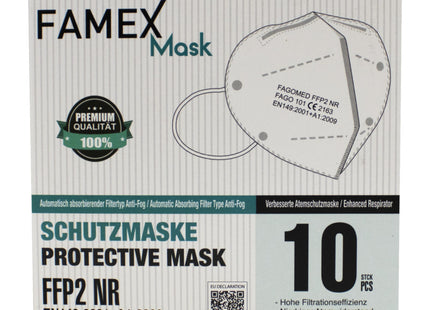 FAMEX
Mask
PREMIUM
QUALITÄT
100%
FAGOMED FFP2 NR
FAGO 101 CE 2163
EN149:2001+A1:2009
Automatisch absorbierender Filtertyp Anti-Fog / Automatic Absorbing Filter Type Anti-Fog
Verbesserte Atemschutzmaske / Enhanced Respirator
SCHUTZMASKE
PROTECTIVE MASK
FFP2 NR
EU DECLARATION
10 STCK
PCS
- Hohe Filtrationseffizienz